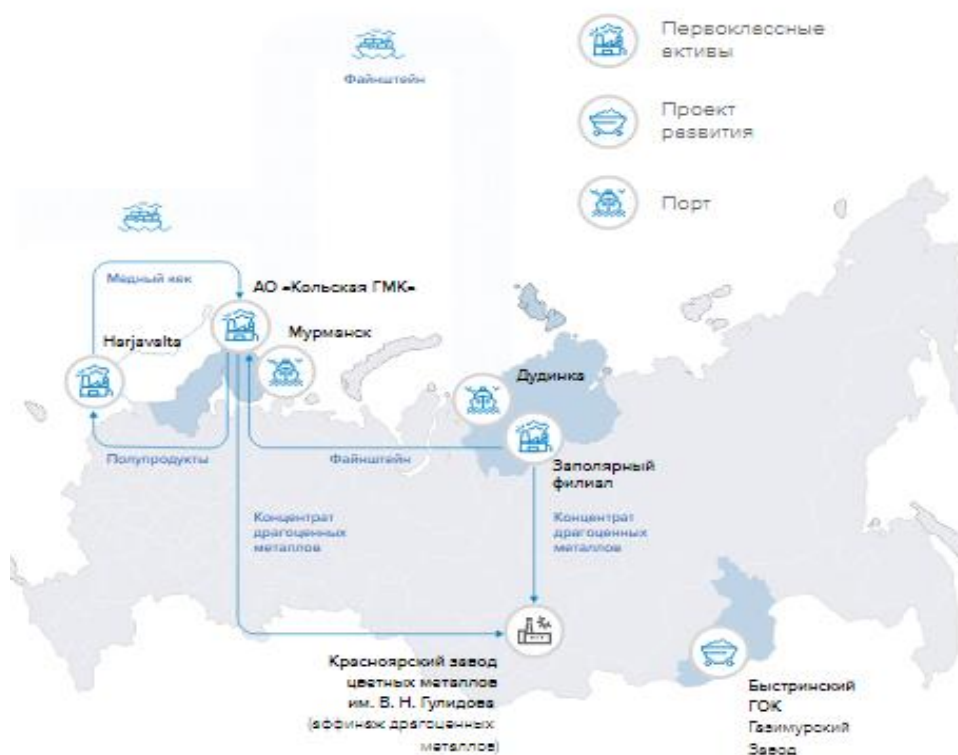 Файнштейн
Первоклассные
активы
Проект
развития
Порт
Медный кек
АО «Кольская ГМК»
Harjavalta
Мурманск
Дудинка
Полупродукты
Файнштейн
Заполярный
филиал
Концентрат
драгоценных
металлов
Концентрат
драгоценных
металлов
Красноярский завод
цветных металлов
им. В. Н. Гулидова
(аффинаж драгоценных
металлов)
Быстринский
ГОК
Газимурский
Завод